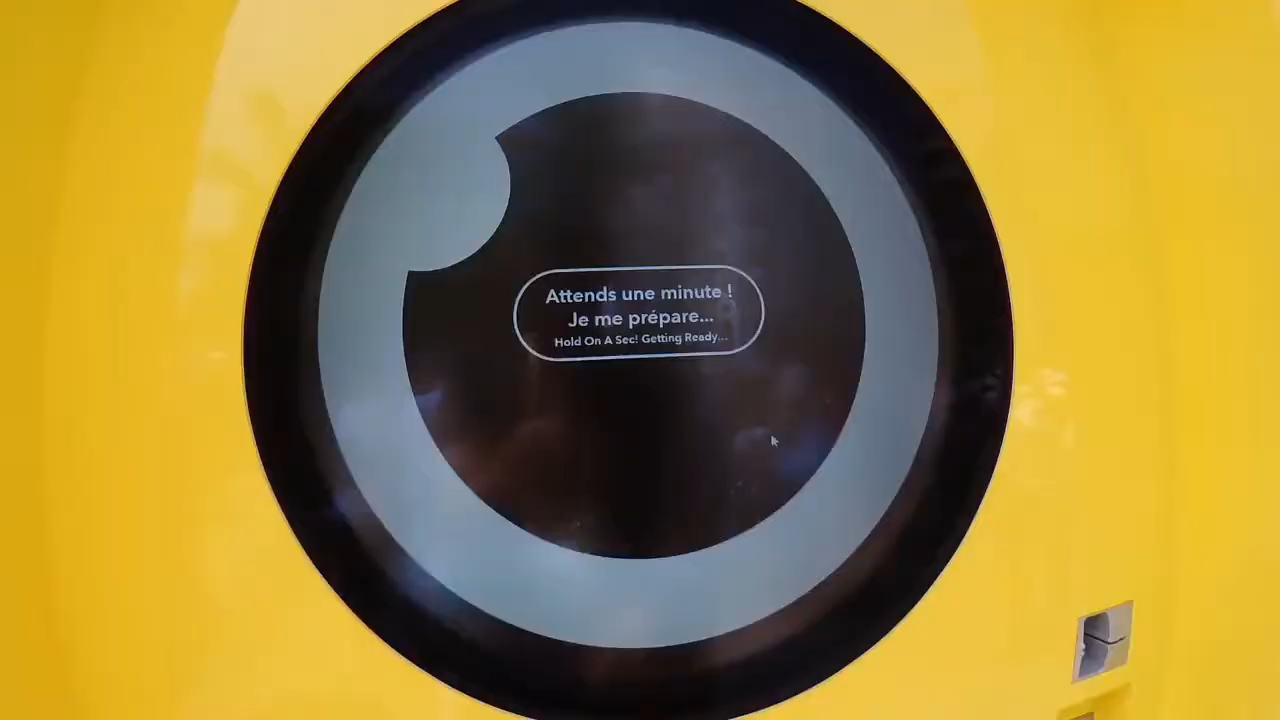 Attends une minute !
Je me prépare...
Hold On A Sec! Getting Ready...